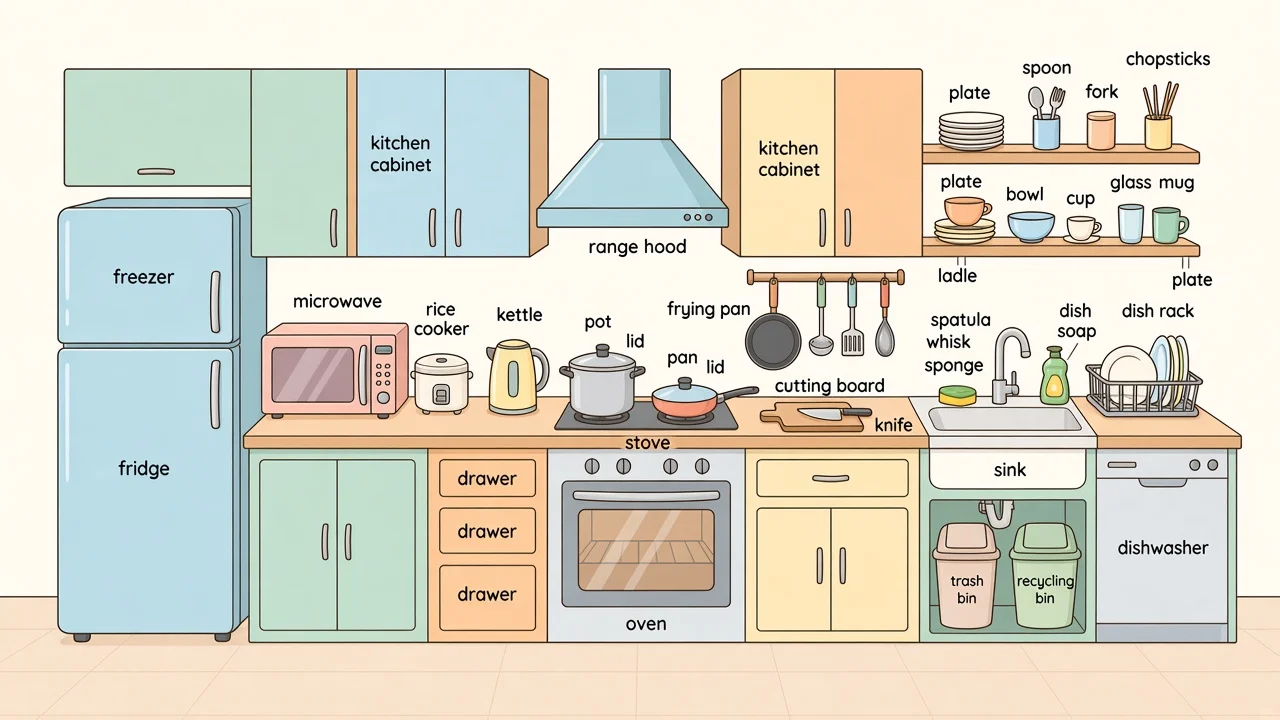 chopsticks
spoon
plate
fork
kitchen
cabinet
kitchen
cabinet
plate
bowl
cup
glass
mug
range hood
freezer
ladle
plate
microwave
rice
cooker
kettle
pot
lid
pan
lid
frying pan
cutting board
knife
spatula
whisk
sponge
dish
soap
dish rack
stove
fridge
drawer
drawer
drawer
oven
sink
trash
bin
recycling
bin
dishwasher